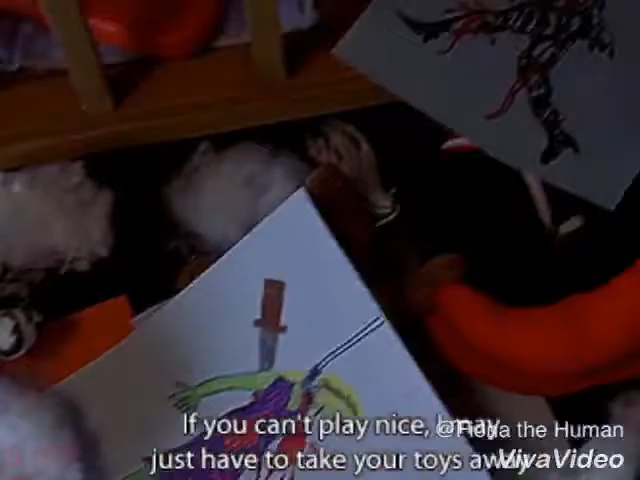 If you can't play nice, I may
just have to take your toys away.
@Fiona the Human
VivaVideo